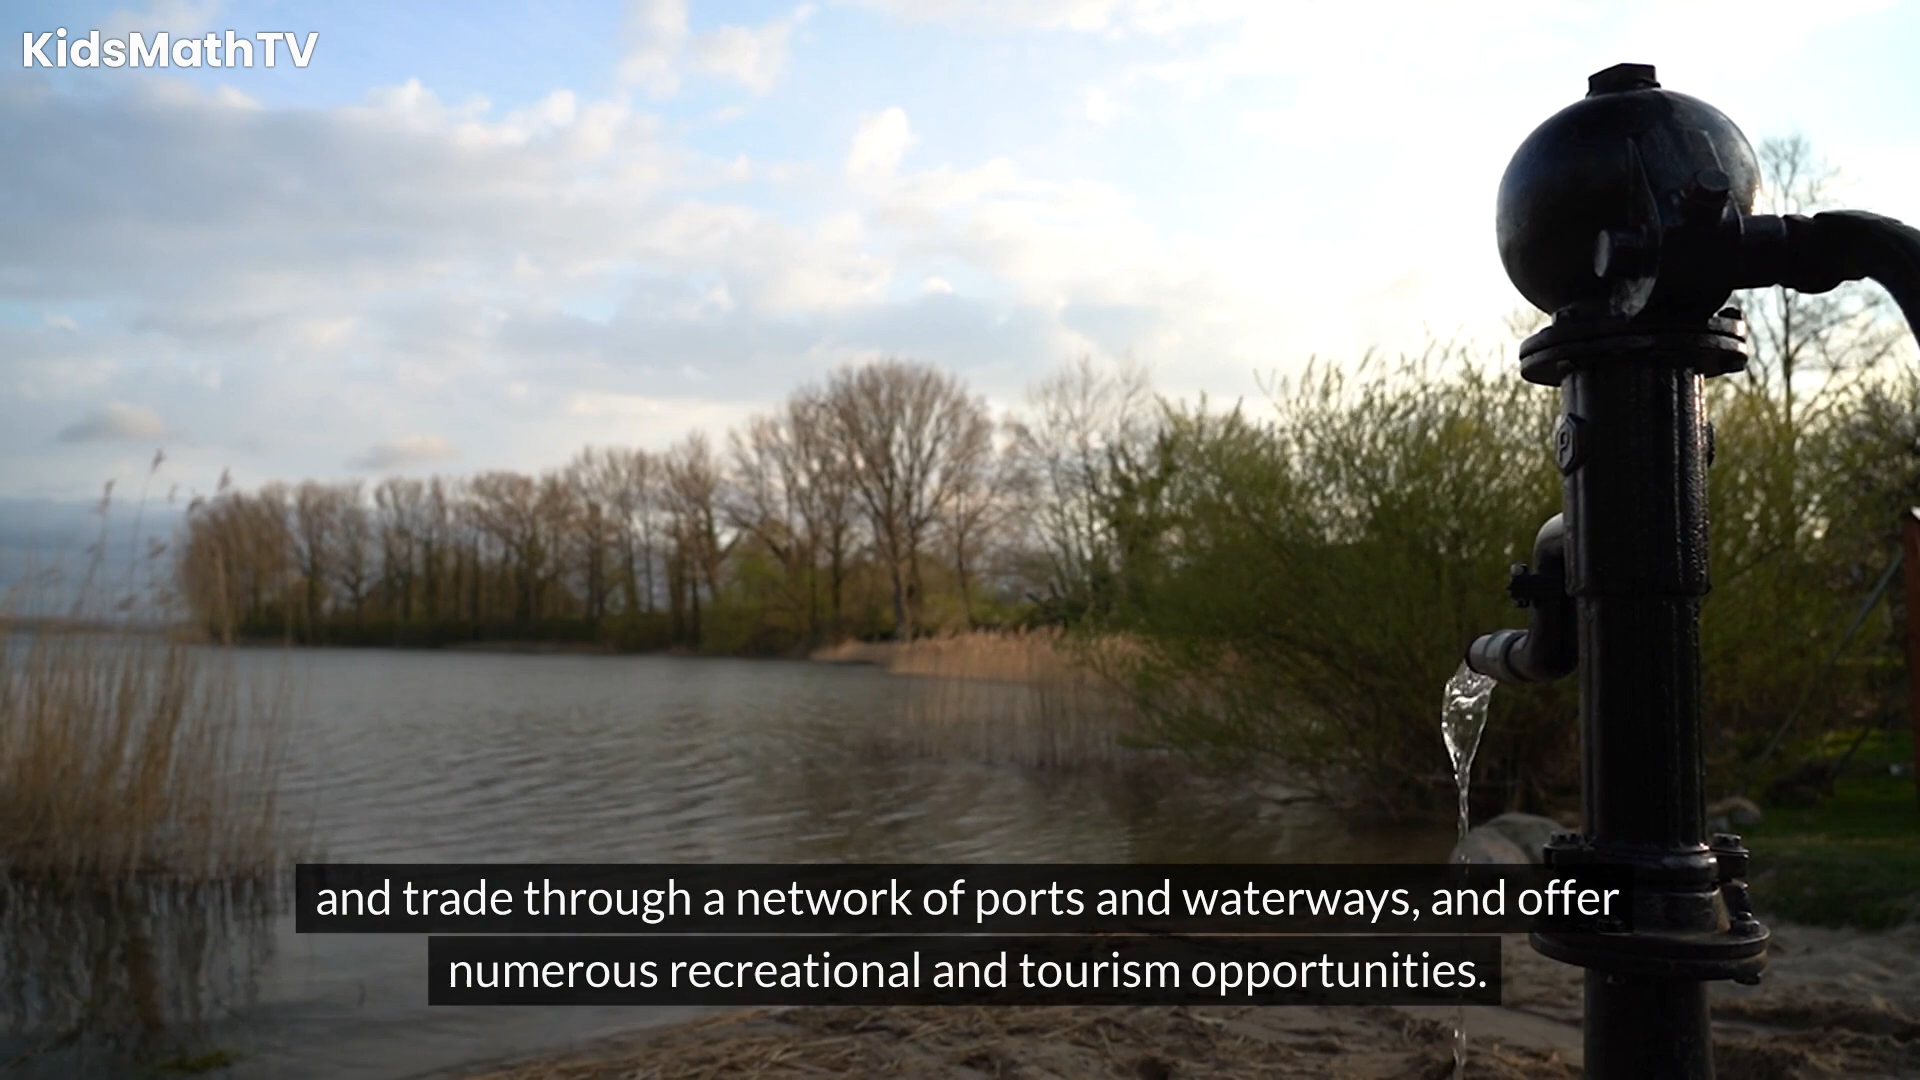 KidsMathTV
and trade through a network of ports and waterways, and offer
numerous recreational and tourism opportunities.
P